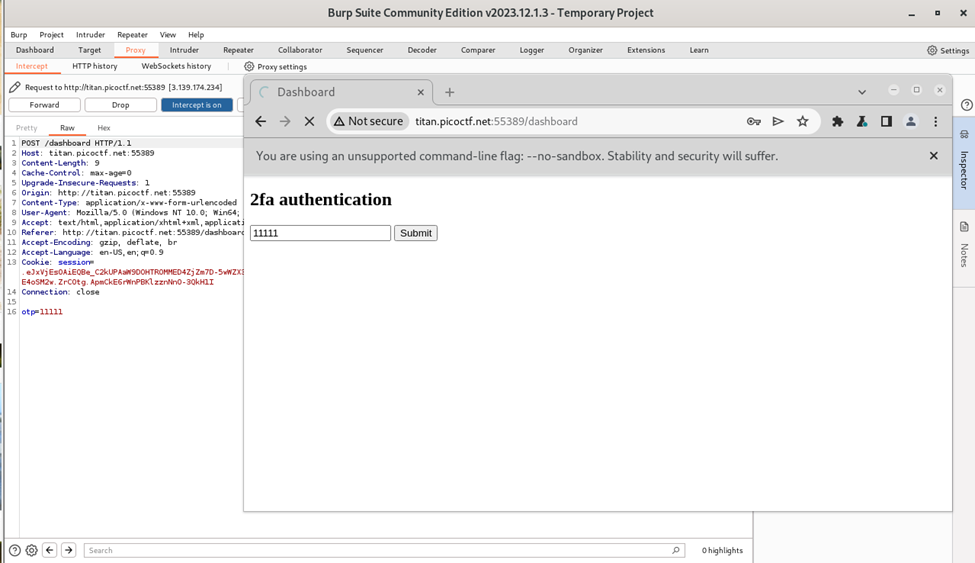 Burp Suite Community Edition v2023.12.1.3 - Temporary Project
Burp Project Intruder Repeater View Help
Dashboard Target Proxy Intruder Repeater Collaborator Sequencer Decoder Comparer Logger Organizer Extensions Learn Settings
Intercept HTTP history WebSockets history Proxy settings
Request to http://titan.picoctf.net:55389 [3.139.174.234]
Forward Drop Intercept is on
Pretty Raw Hex
1 POST /dashboard HTTP/1.1
2 Host: titan.picoctf.net:55389
3 Content-Length: 9
4 Cache-Control: max-age=0
5 Upgrade-Insecure-Requests: 1
6 Origin: http://titan.picoctf.net:55389
7 Content-Type: application/x-www-form-urlencoded
8 User-Agent: Mozilla/5.0 (Windows NT 10.0; Win64;
9 Accept: text/html,application/xhtml+xml,applicati
10 Referer: http://titan.picoctf.net:55389/dashboard
11 Accept-Encoding: gzip, deflate, br
12 Accept-Language: en-US,en;q=0.9
13 Cookie: session=
14 Connection: close
15
16 otp=11111
Dashboard
Not secure titan.picoctf.net:55389/dashboard
You are using an unsupported command-line flag: --no-sandbox. Stability and security will suffer.
2fa authentication
11111 Submit
Inspector
Notes
Search 0 highlights